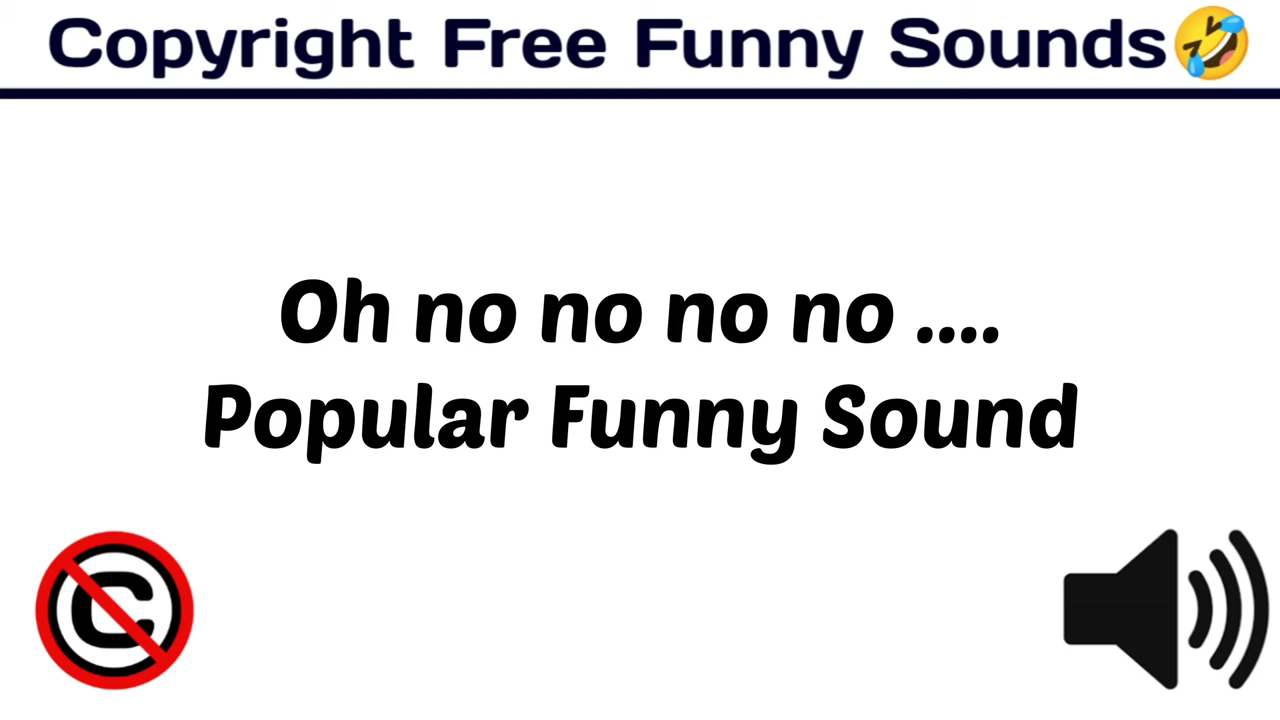 Copyright Free Funny Sounds🤣
Oh no no no no ....
Popular Funny Sound
C